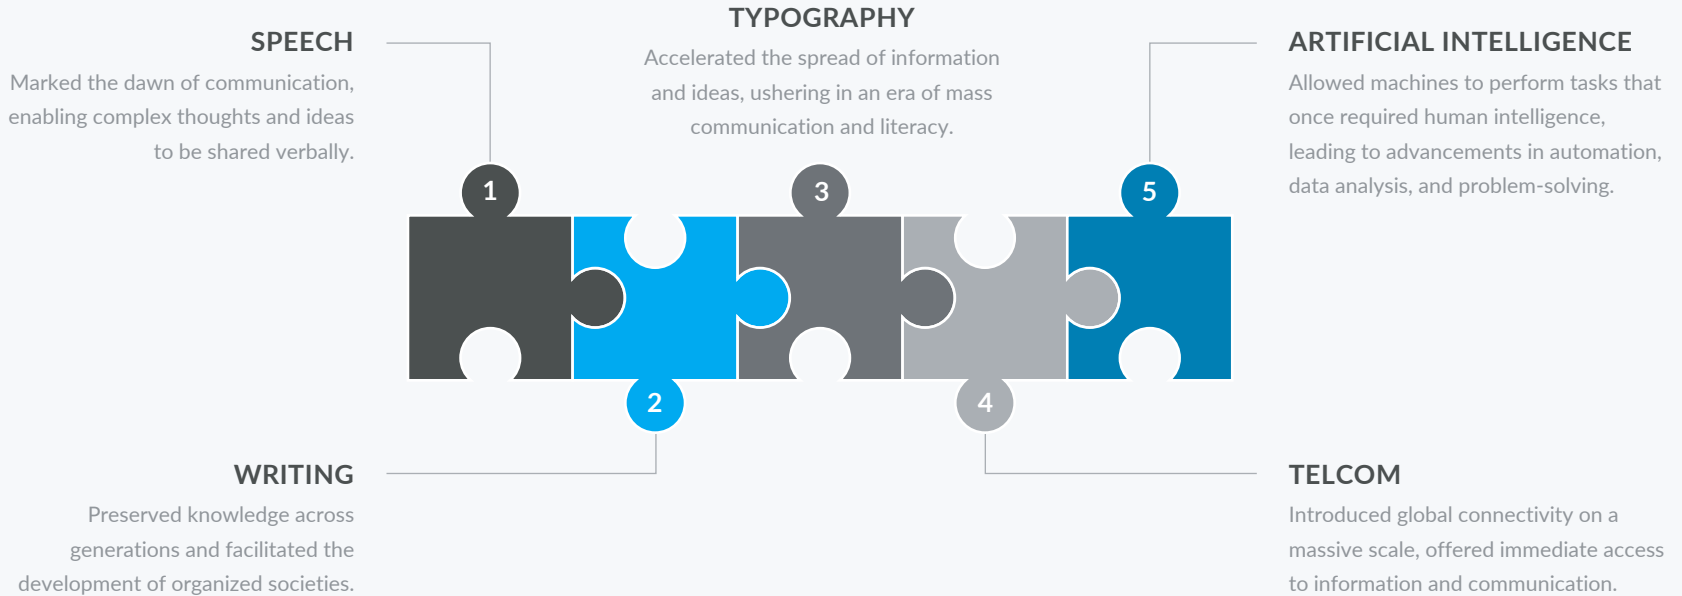 SPEECH
Marked the dawn of communication,
enabling complex thoughts and ideas
to be shared verbally.
TYPOGRAPHY
Accelerated the spread of information
and ideas, ushering in an era of mass
communication and literacy.
ARTIFICIAL INTELLIGENCE
Allowed machines to perform tasks that
once required human intelligence,
leading to advancements in automation,
data analysis, and problem-solving.
1
3
5
2
4
WRITING
Preserved knowledge across
generations and facilitated the
development of organized societies.
TELCOM
Introduced global connectivity on a
massive scale, offered immediate access
to information and communication.